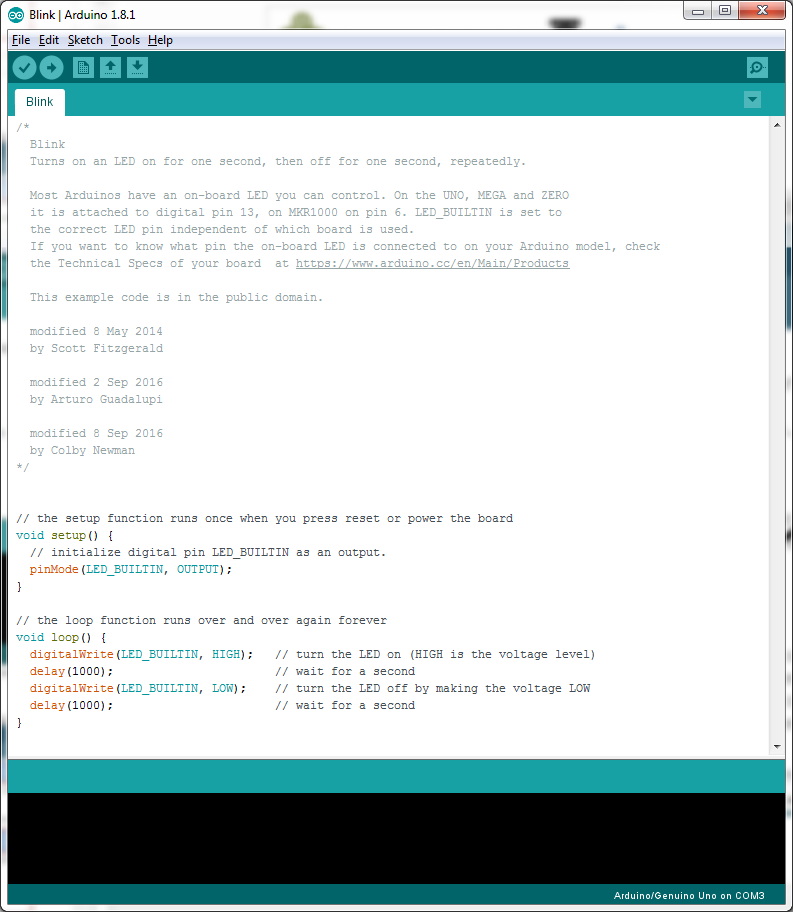 Blink | Arduino 1.8.1
File Edit Sketch Tools Help
Blink
/*
  Blink
  Turns on an LED on for one second, then off for one second, repeatedly.

  Most Arduinos have an on-board LED you can control. On the UNO, MEGA and ZERO
  it is attached to digital pin 13, on MKR1000 on pin 6. LED_BUILTIN is set to
  the correct LED pin independent of which board is used.
  If you want to know what pin the on-board LED is connected to on your Arduino model, check
  the Technical Specs of your board  at https://www.arduino.cc/en/Main/Products

  This example code is in the public domain.

  modified 8 May 2014
  by Scott Fitzgerald

  modified 2 Sep 2016
  by Arturo Guadalupi

  modified 8 Sep 2016
  by Colby Newman
*/

// the setup function runs once when you press reset or power the board
void setup() {
  // initialize digital pin LED_BUILTIN as an output.
  pinMode(LED_BUILTIN, OUTPUT);
}

// the loop function runs over and over again forever
void loop() {
  digitalWrite(LED_BUILTIN, HIGH);   // turn the LED on (HIGH is the voltage level)
  delay(1000);                       // wait for a second
  digitalWrite(LED_BUILTIN, LOW);    // turn the LED off by making the voltage LOW
  delay(1000);                       // wait for a second
}
Arduino/Genuino Uno on COM3